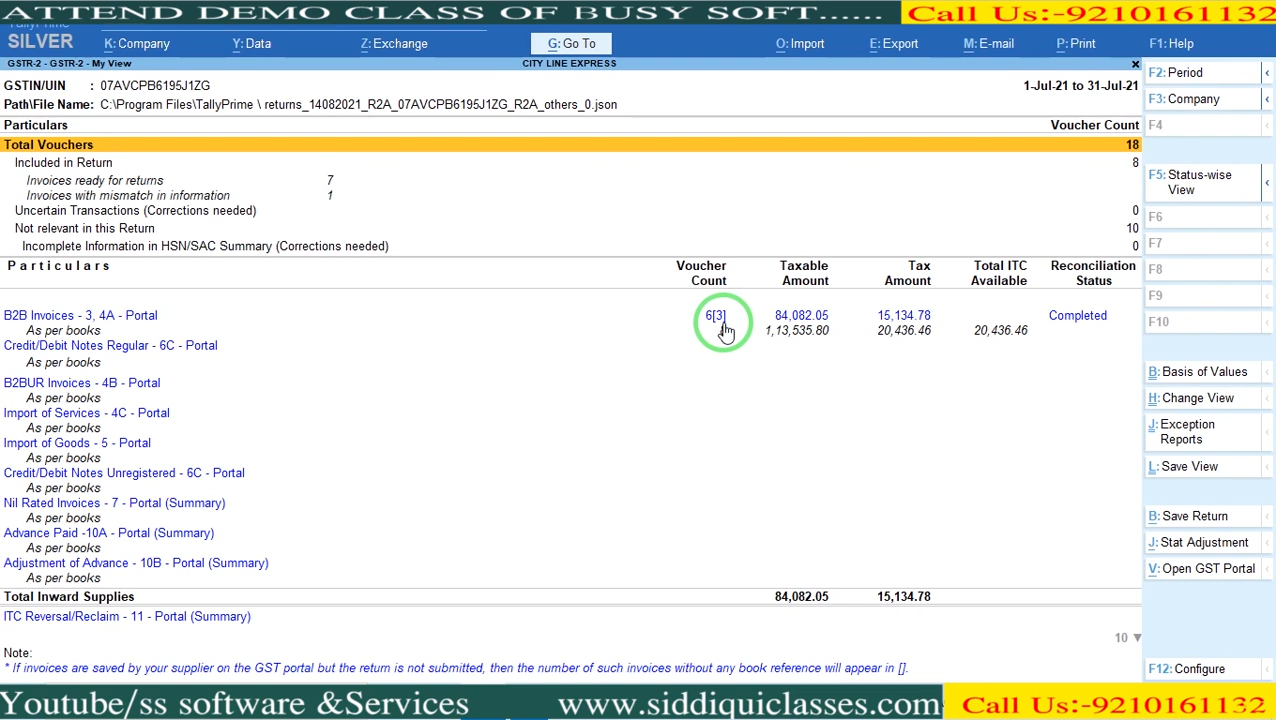 ATTEND DEMO CLASS OF BUSY SOFT...... Call Us:-9210161132
TallyPrime
SILVER K: Company Y: Data Z: Exchange G: Go To O: Import E: Export M: E-mail P: Print F1: Help
GSTR-2 - GSTR-2 - My View CITY LINE EXPRESS ×
GSTIN/UIN : 07AVCPB6195J1ZG 1-Jul-21 to 31-Jul-21
Path\File Name: C:\Program Files\TallyPrime \ returns_14082021_R2A_07AVCPB6195J1ZG_R2A_others_0.json
Particulars Voucher Count
Total Vouchers 18
Included in Return 8
Invoices ready for returns 7
Invoices with mismatch in information 1
Uncertain Transactions (Corrections needed) 0
Not relevant in this Return 10
Incomplete Information in HSN/SAC Summary (Corrections needed) 0
Particulars Voucher Taxable Tax Total ITC Reconciliation
Count Amount Amount Available Status
B2B Invoices - 3, 4A - Portal 6[3] 84,082.05 15,134.78 Completed
As per books 1,13,535.80 20,436.46 20,436.46
Credit/Debit Notes Regular - 6C - Portal
As per books
B2BUR Invoices - 4B - Portal
As per books
Import of Services - 4C - Portal
As per books
Import of Goods - 5 - Portal
As per books
Credit/Debit Notes Unregistered - 6C - Portal
As per books
Nil Rated Invoices - 7 - Portal (Summary)
As per books
Advance Paid -10A - Portal (Summary)
As per books
Adjustment of Advance - 10B - Portal (Summary)
As per books
Total Inward Supplies 84,082.05 15,134.78
ITC Reversal/Reclaim - 11 - Portal (Summary)
10 ▼
Note:
* If invoices are saved by your supplier on the GST portal but the return is not submitted, then the number of such invoices without any book reference will appear in [].
F2: Period
F3: Company
F4
F5: Status-wise
View
F6
F7
F8
F9
F10
B: Basis of Values
H: Change View
J: Exception
Reports
L: Save View
B: Save Return
J: Stat Adjustment
V: Open GST Portal
F12: Configure
Youtube/ss software &Services www.siddiquiclasses.com Call Us:-9210161132